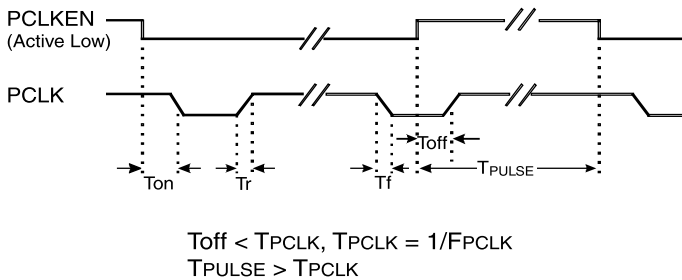 PCLKEN
(Active Low)
PCLK
Toff
Ton
Tr
Tf
TPULSE
Toff < TPCLK, TPCLK = 1/FPCLK
TPULSE > TPCLK